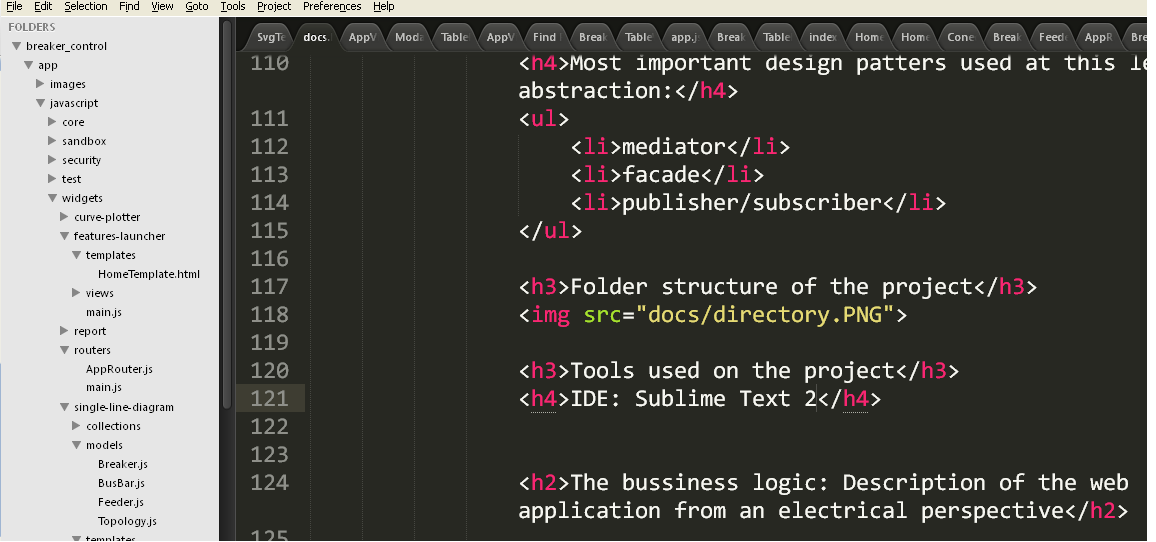 File Edit Selection Find View Goto Tools Project Preferences Help
FOLDERS
breaker_control
app
images
javascript
core
sandbox
security
test
widgets
curve-plotter
features-launcher
templates
HomeTemplate.html
views
main.js
report
routers
AppRouter.js
main.js
single-line-diagram
collections
models
Breaker.js
BusBar.js
Feeder.js
Topology.js
templates
SvgTe docs. AppV Moda Table AppV Find Break Table app.j Break Table index Home Home Cone Break Feed AppR Bre
110 <h4>Most important design patters used at this le
abstraction:</h4>
111 <ul>
112 <li>mediator</li>
113 <li>facade</li>
114 <li>publisher/subscriber</li>
115 </ul>
116
117 <h3>Folder structure of the project</h3>
118 <img src="docs/directory.PNG">
119
120 <h3>Tools used on the project</h3>
121 <h4>IDE: Sublime Text 2</h4>
122
123
124 <h2>The bussiness logic: Description of the web
application from an electrical perspective</h2>
125